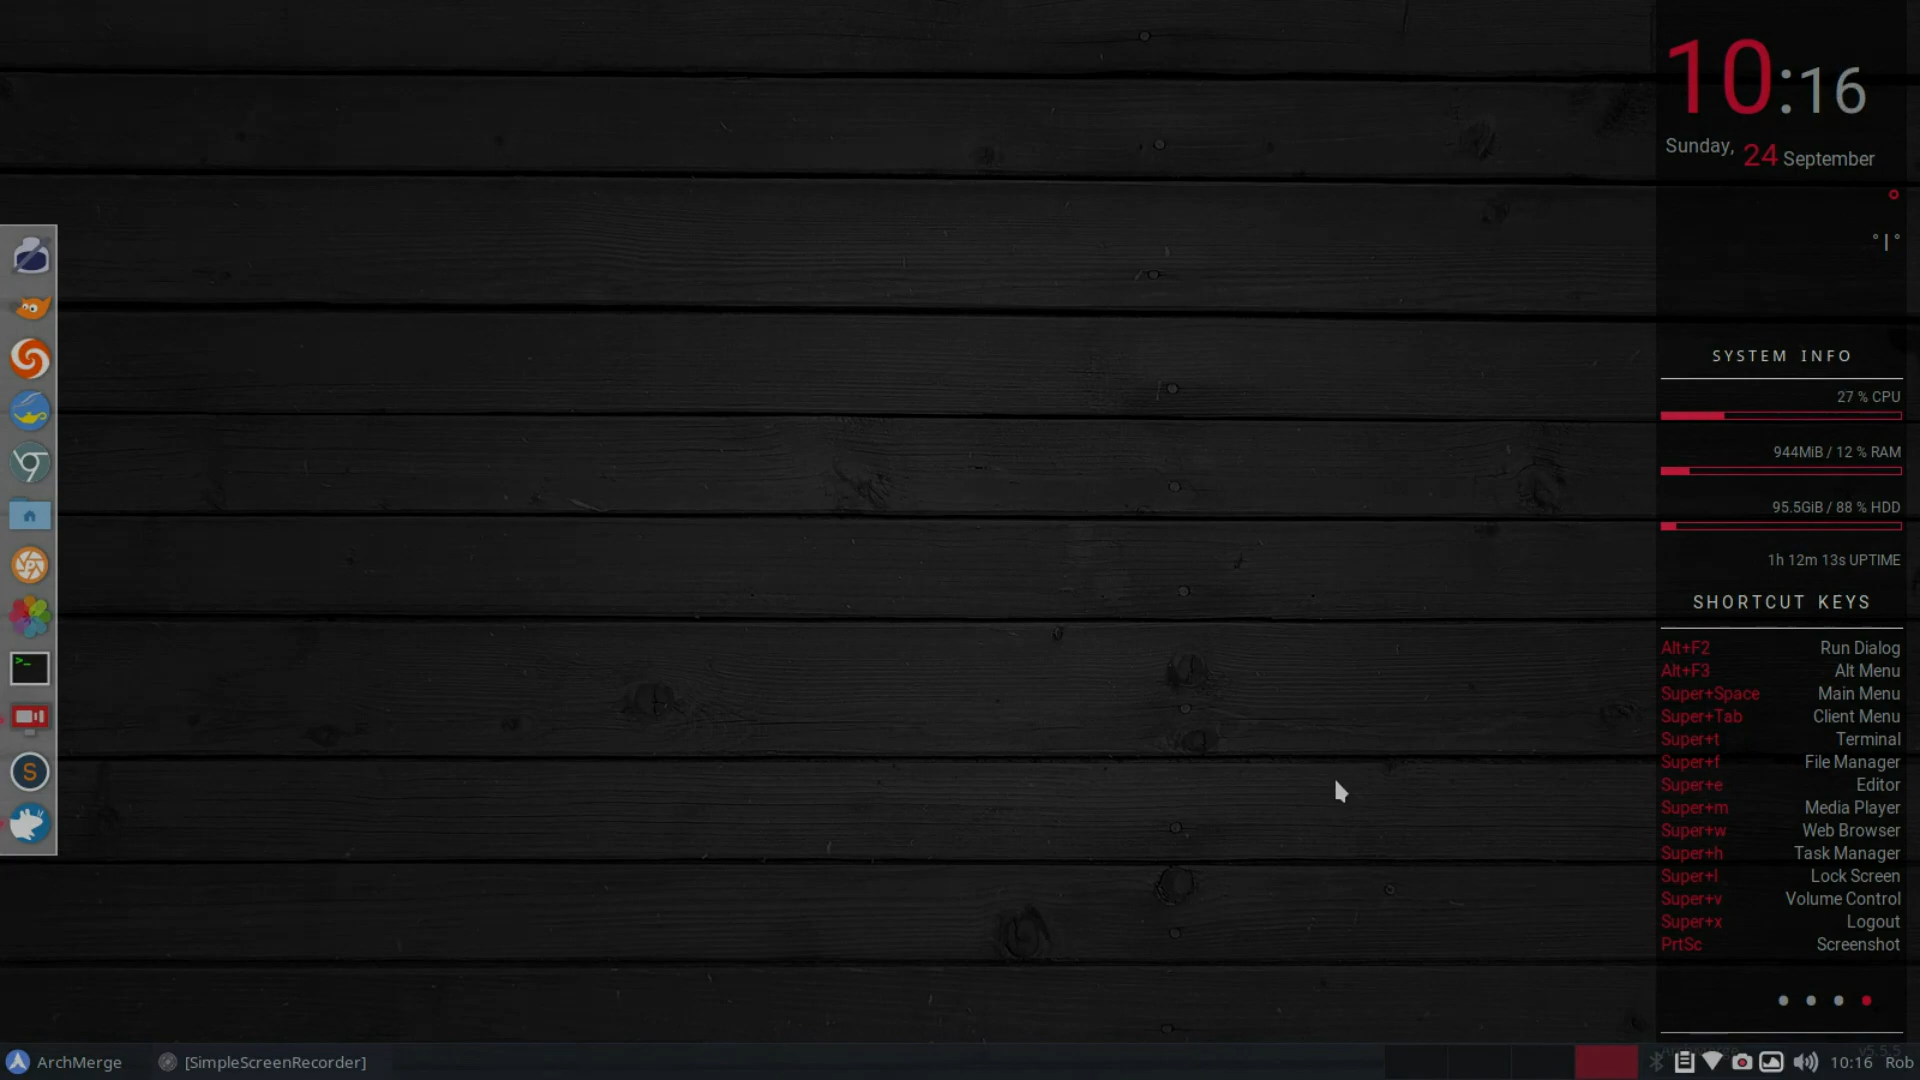 10:16
Sunday, 24 September
° | °
SYSTEM INFO
27 % CPU
944MiB / 12 % RAM
95.5GiB / 88 % HDD
1h 12m 13s UPTIME
SHORTCUT KEYS
Alt+F2 Run Dialog
Alt+F3 Alt Menu
Super+Space Main Menu
Super+Tab Client Menu
Super+t Terminal
Super+f File Manager
Super+e Editor
Super+m Media Player
Super+w Web Browser
Super+h Task Manager
Super+l Lock Screen
Super+v Volume Control
Super+x Logout
PrtSc Screenshot
ArchMerge [SimpleScreenRecorder] 10:16 Rob